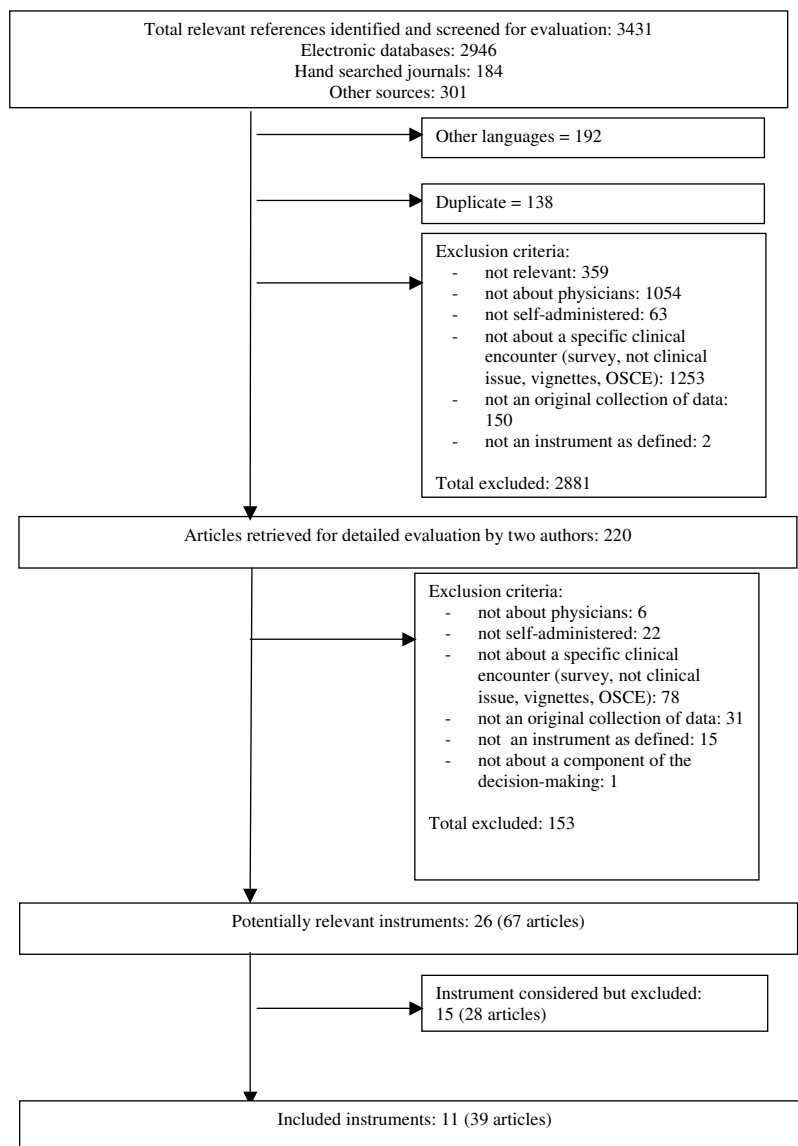 Total relevant references identified and screened for evaluation: 3431
Electronic databases: 2946
Hand searched journals: 184
Other sources: 301
Other languages = 192
Duplicate = 138
Exclusion criteria:
- not relevant: 359
- not about physicians: 1054
- not self-administered: 63
- not about a specific clinical
encounter (survey, not clinical
issue, vignettes, OSCE): 1253
- not an original collection of data:
150
- not an instrument as defined: 2
Total excluded: 2881
Articles retrieved for detailed evaluation by two authors: 220
Exclusion criteria:
- not about physicians: 6
- not self-administered: 22
- not about a specific clinical
encounter (survey, not clinical
issue, vignettes, OSCE): 78
- not an original collection of data: 31
- not an instrument as defined: 15
- not about a component of the
decision-making: 1
Total excluded: 153
Potentially relevant instruments: 26 (67 articles)
Instrument considered but excluded:
15 (28 articles)
Included instruments: 11 (39 articles)